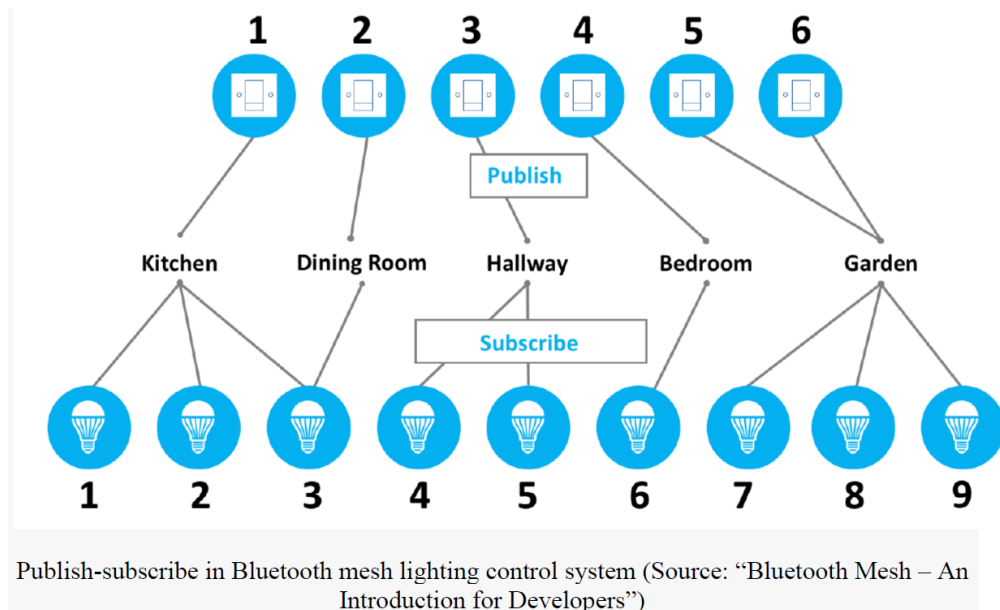 1 2 3 4 5 6
Publish
Kitchen Dining Room Hallway Bedroom Garden
Subscribe
1 2 3 4 5 6 7 8 9
Publish-subscribe in Bluetooth mesh lighting control system (Source: “Bluetooth Mesh – An
Introduction for Developers”)